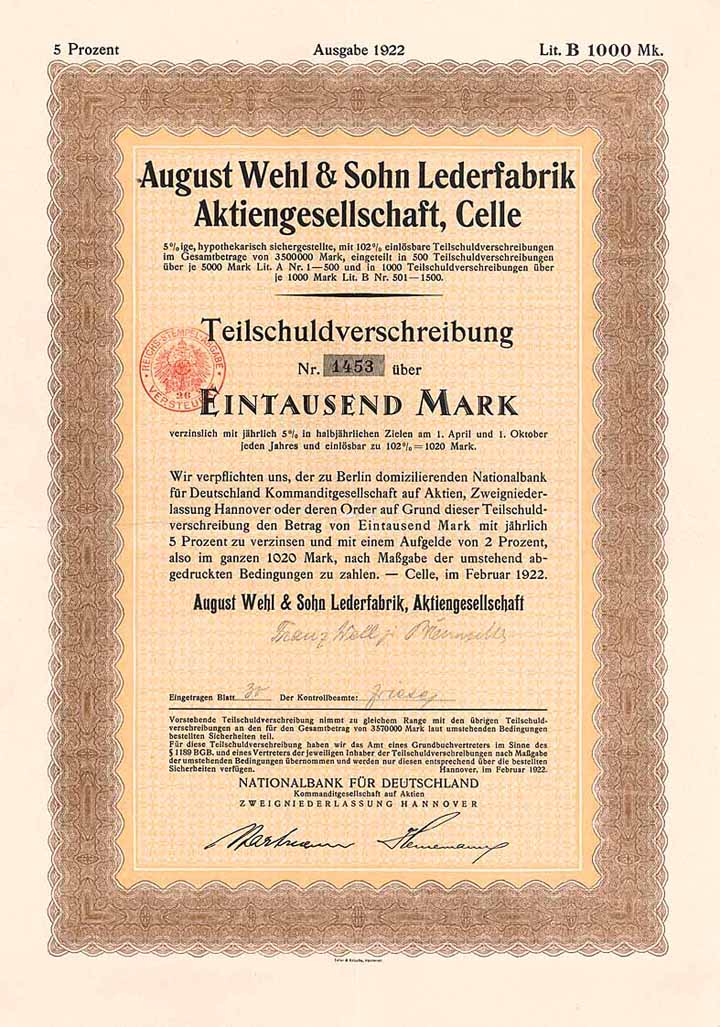 5 Prozent Ausgabe 1922 Lit. B 1000 Mk.
August Wehl & Sohn Lederfabrik
Aktiengesellschaft, Celle
5%ige, hypothekarisch sichergestellte, mit 102% einlösbare Teilschuldverschreibungen
im Gesamtbetrage von 3500000 Mark, eingeteilt in 500 Teilschuldverschreibungen
über je 5000 Mark Lit. A Nr. 1—500 und in 1000 Teilschuldverschreibungen über
je 1000 Mark Lit. B Nr. 501—1500.
Teilschuldverschreibung
Nr. 1453 über
REICHS-STEMPEL-ABGABE
26
VERSTEUERT
EINTAUSEND MARK
verzinslich mit jährlich 5% in halbjährlichen Zielen am 1. April und 1. Oktober
jeden Jahres und einlösbar zu 102%=1020 Mark.
Wir verpflichten uns, der zu Berlin domizilierenden Nationalbank
für Deutschland Kommanditgesellschaft auf Aktien, Zweignieder-
lassung Hannover oder deren Order auf Grund dieser Teilschuld-
verschreibung den Betrag von Eintausend Mark mit jährlich
5 Prozent zu verzinsen und mit einem Aufgelde von 2 Prozent,
also im ganzen 1020 Mark, nach Maßgabe der umstehend ab-
gedruckten Bedingungen zu zahlen. — Celle, im Februar 1922.
August Wehl & Sohn Lederfabrik, Aktiengesellschaft
Eingetragen Blatt 30 Der Kontrollbeamte:
Vorstehende Teilschuldverschreibung nimmt zu gleichem Range mit den übrigen Teilschuld-
verschreibungen an den für den Gesamtbetrag von 3570000 Mark laut umstehenden Bedingungen
bestellten Sicherheiten teil.
Für diese Teilschuldverschreibung haben wir das Amt eines Grundbuchvertreters im Sinne des
§ 1189 BGB. und eines Vertreters der jeweiligen Inhaber der Teilschuldverschreibungen nach Maßgabe
der umstehenden Bedingungen übernommen und werden nur diesen entsprechend über die bestellten
Sicherheiten verfügen. Hannover, im Februar 1922.
NATIONALBANK FÜR DEUTSCHLAND
Kommanditgesellschaft auf Aktien
ZWEIGNIEDERLASSUNG HANNOVER